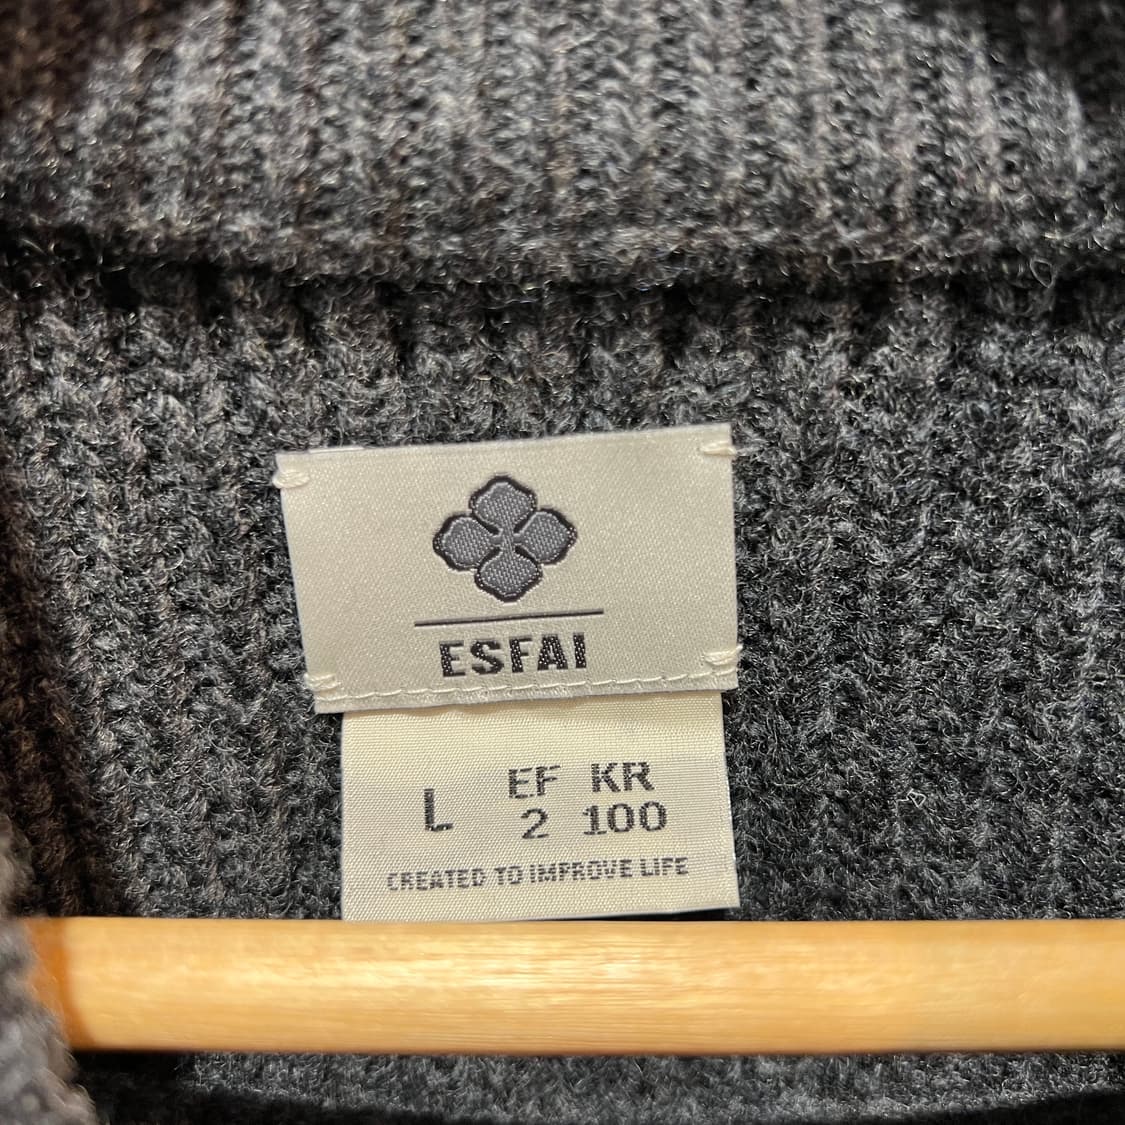 ESFAI
L
EF KR
2 100
CREATED TO IMPROVE LIFE